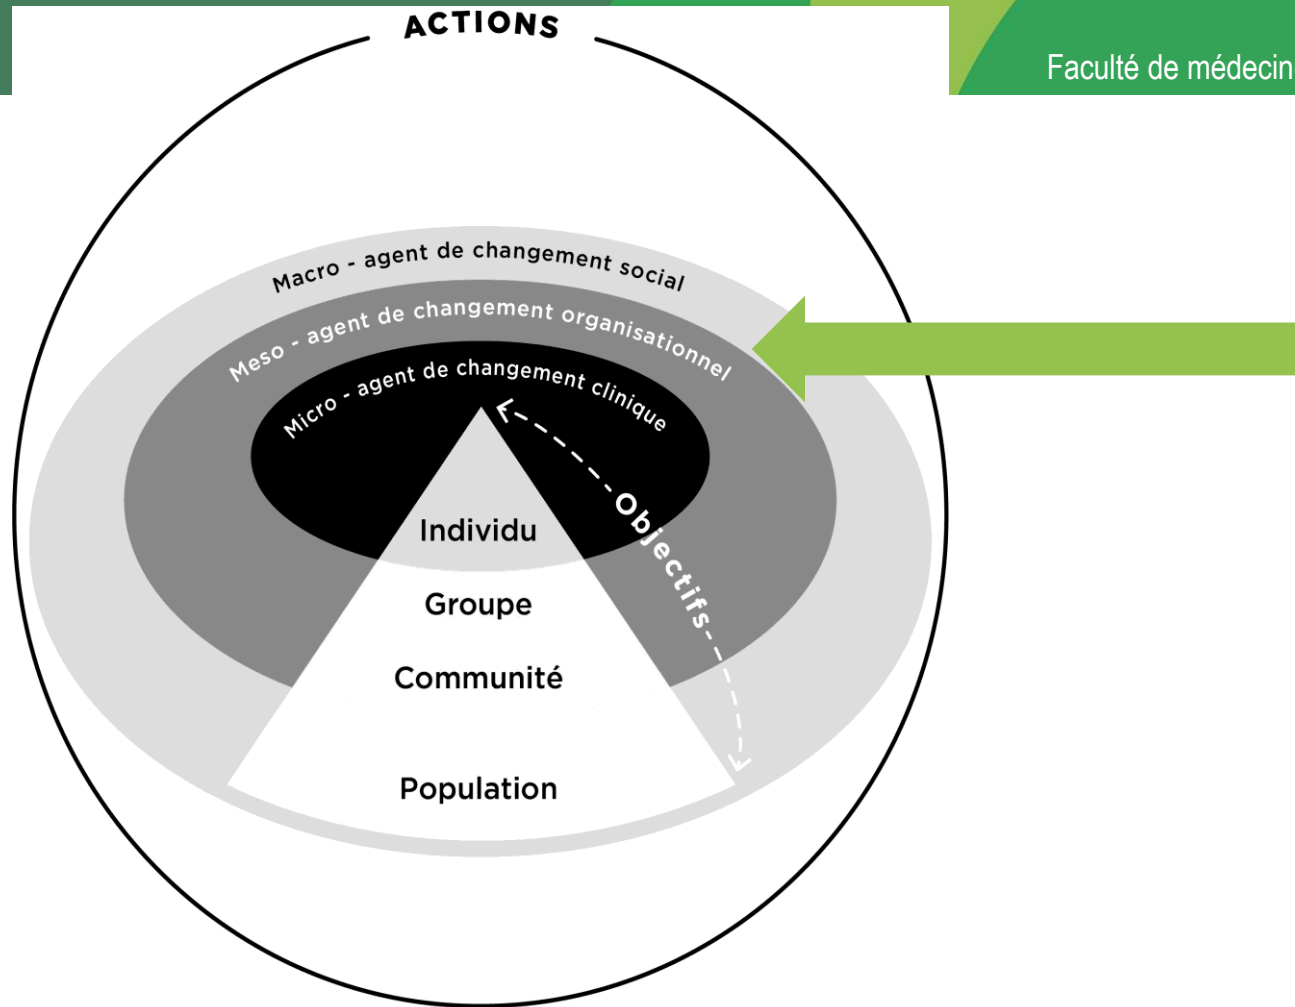 ACTIONS
Faculté de médecin
Macro - agent de changement social
Meso - agent de changement organisationnel
Micro - agent de changement clinique
Objectifs
Individu
Groupe
Communité
Population